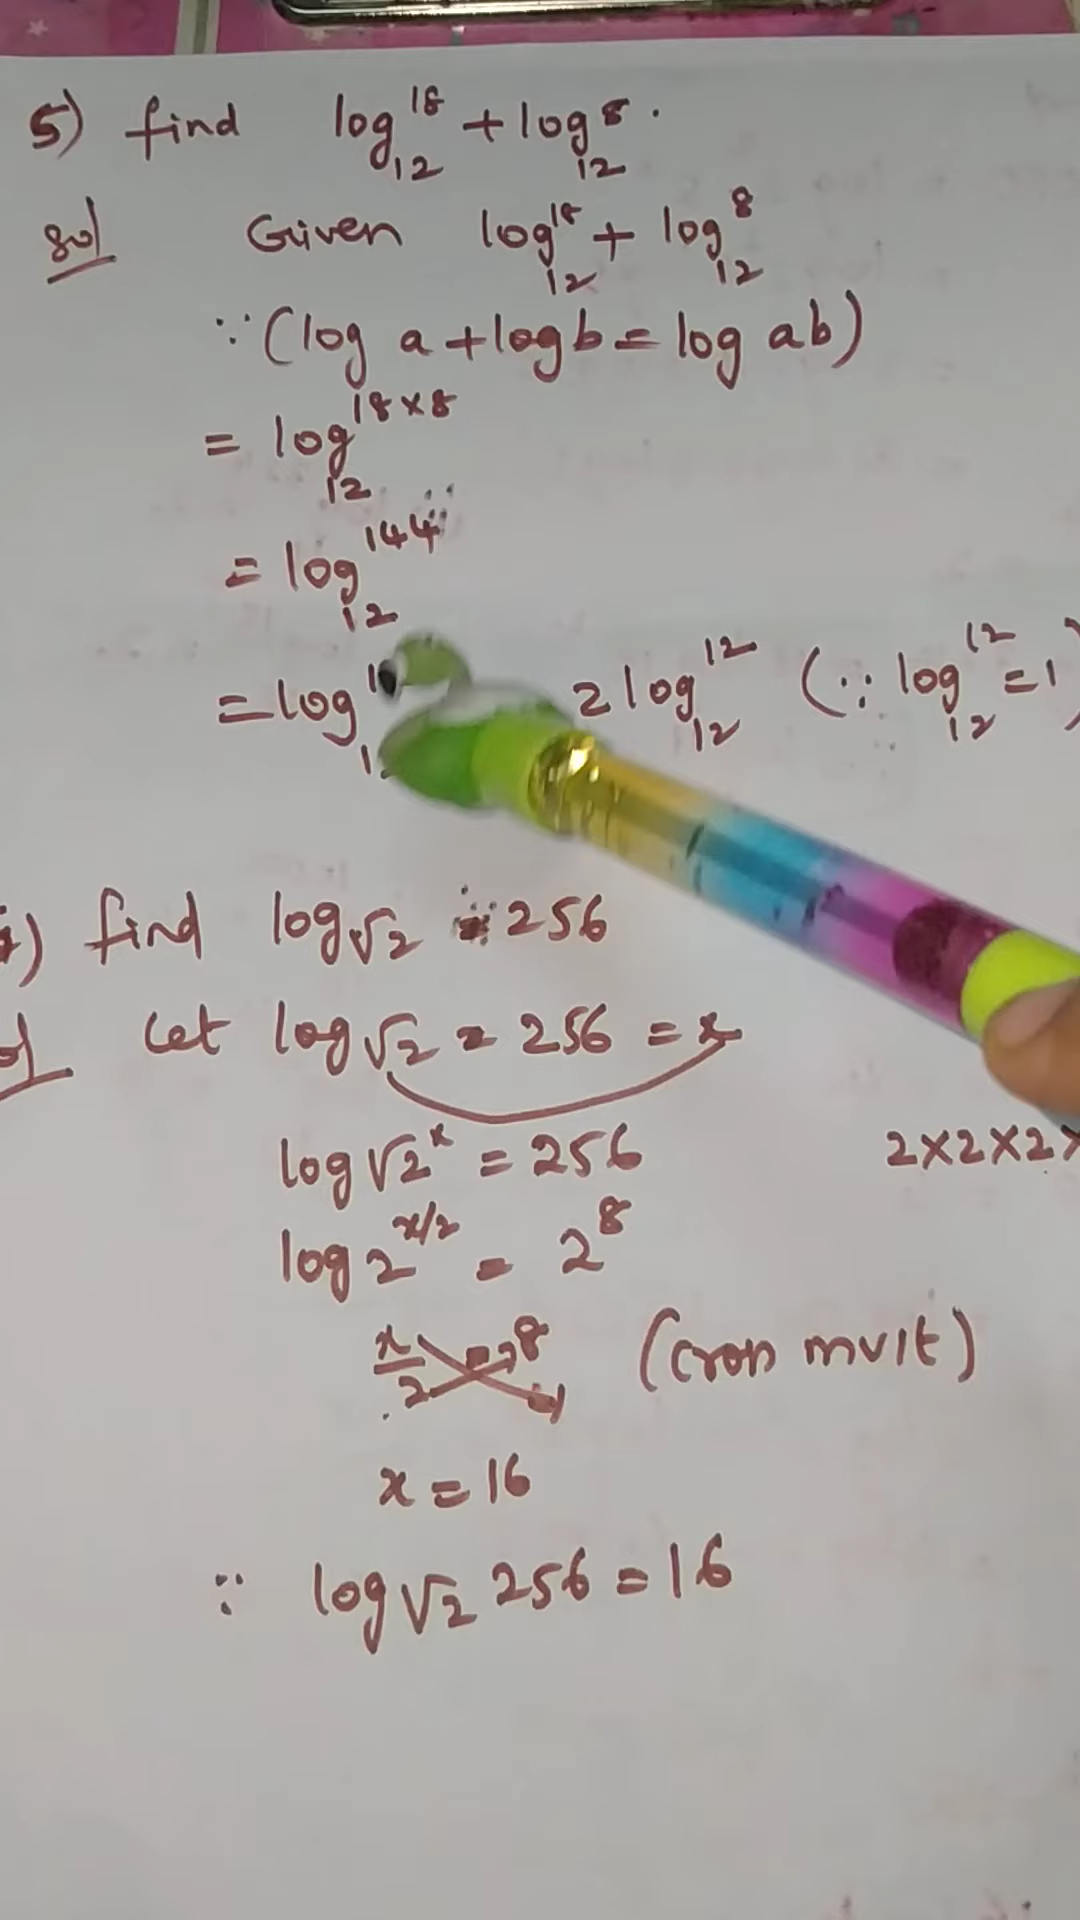 5) find log₁₂¹⁸ + log₁₂⁸.
sol Given log₁₂¹⁸ + log₁₂⁸
∵ (log a + log b = log ab)
= log₁₂¹⁸ˣ⁸
= log₁₂¹⁴⁴
= log 2 log₁₂¹² (∵ log₁₂¹² = 1)
) find log√2 256
Let log√2 = 256 = x
log √2ˣ = 256
2×2×2×
log 2^x/2 = 2⁸
x/2 8 (cross mult)
x = 16
∵ log√2 256 = 16